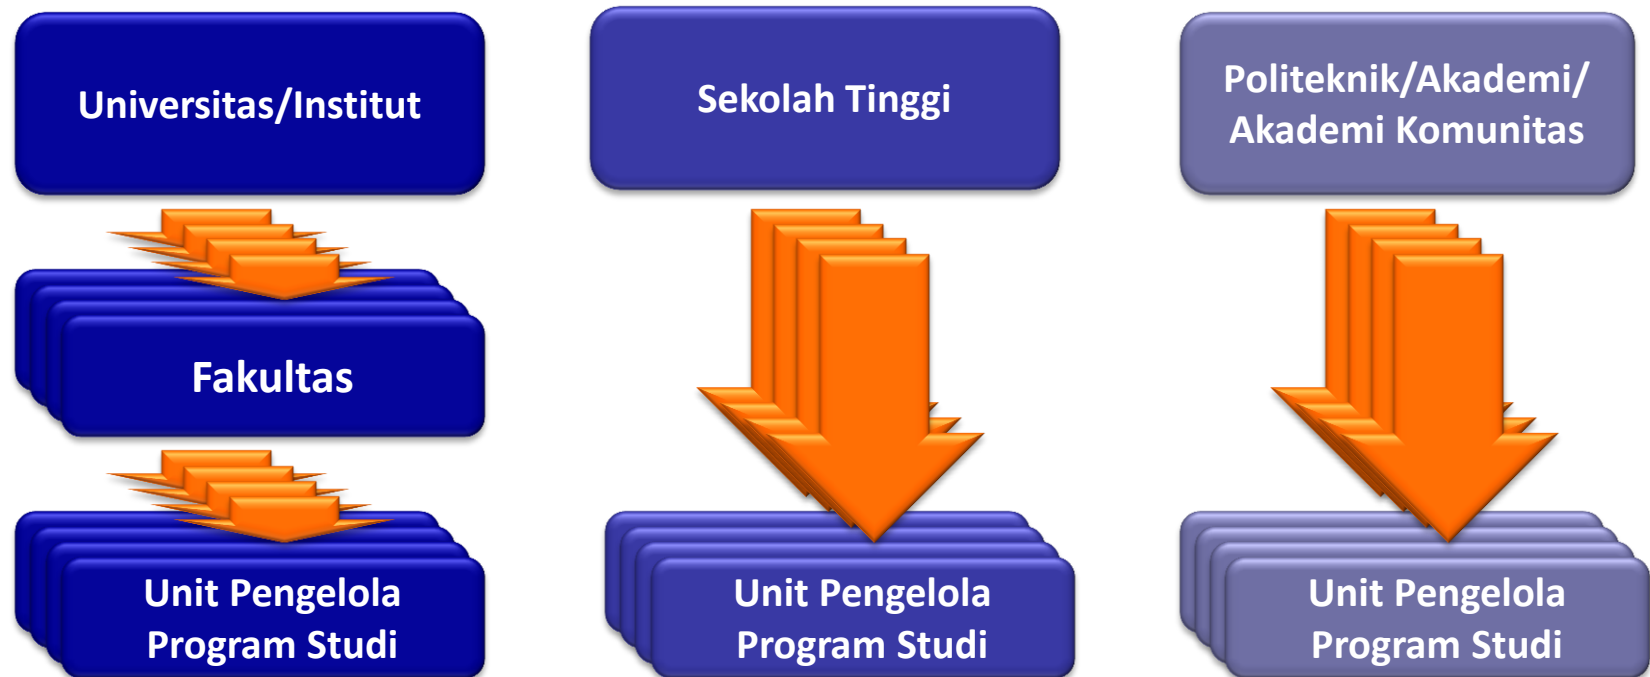 Universitas/Institut
Sekolah Tinggi
Politeknik/Akademi/
Akademi Komunitas
Fakultas
Unit Pengelola
Program Studi
Unit Pengelola
Program Studi
Unit Pengelola
Program Studi